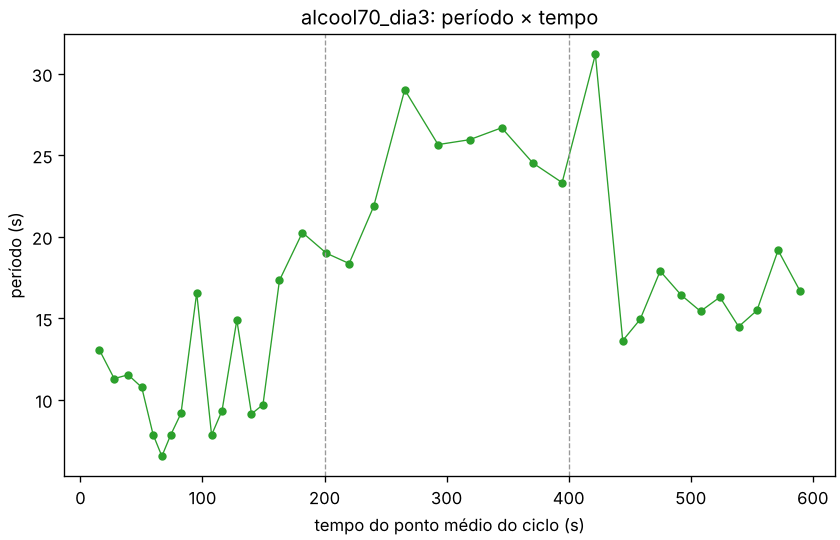 alcool70_dia3: período × tempo
período (s)
30
25
20
15
10
0 100 200 300 400 500 600
tempo do ponto médio do ciclo (s)